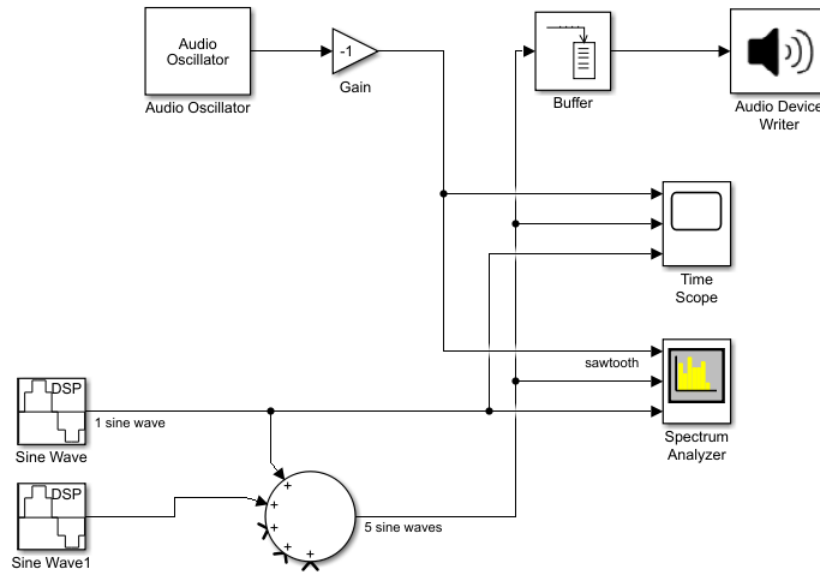 Audio
Oscillator
Audio Oscillator
-1
Gain
Buffer
Audio Device
Writer
Time
Scope
sawtooth
Spectrum
Analyzer
DSP
1 sine wave
Sine Wave
DSP
Sine Wave1
+
+
+
+
+
5 sine waves